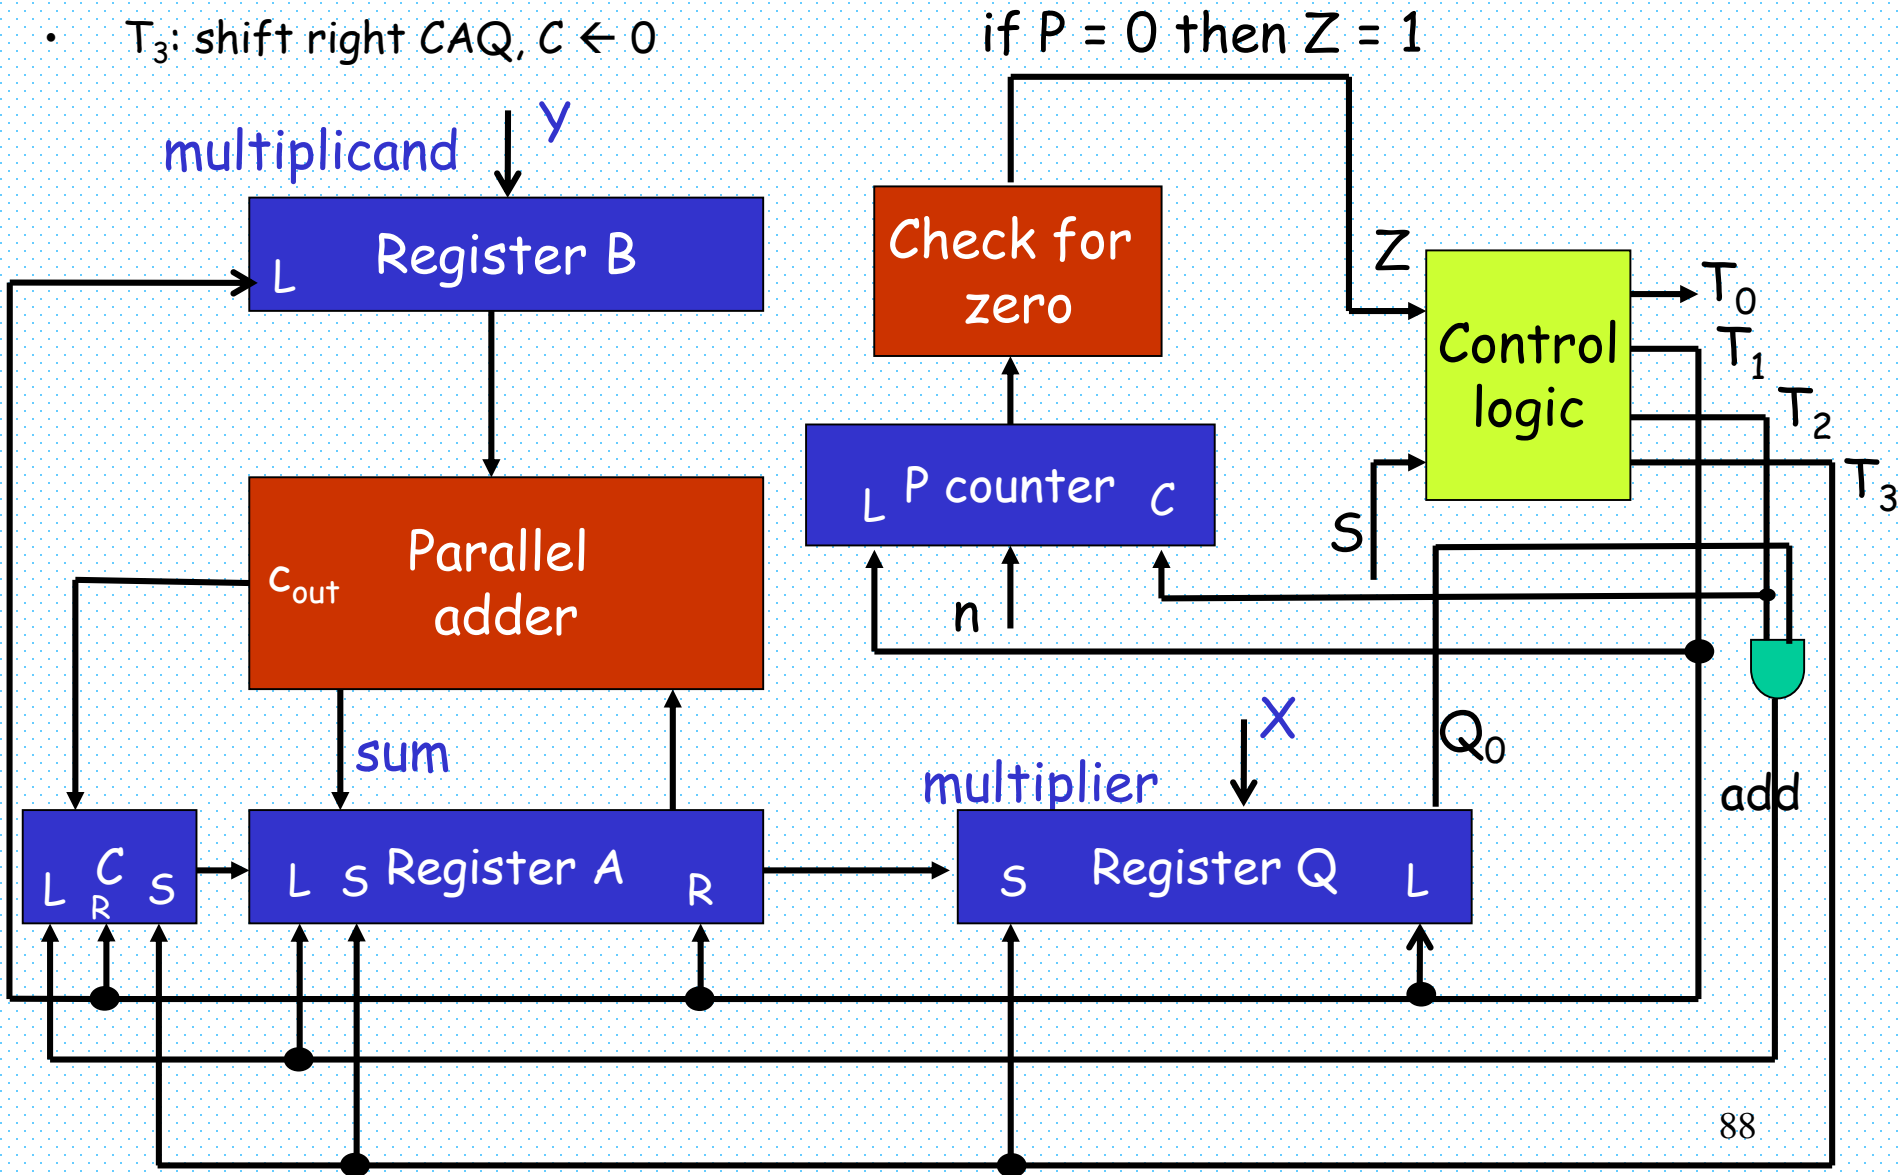 • T₃: shift right CAQ, C ← 0
if P = 0 then Z = 1
multiplicand
y
Register B
L
Check for
zero
Z
Control
logic
T₀
T₁
T₂
T₃
L P counter C
S
n
Parallel
adder
cout
sum
X
multiplier
Q₀
add
L C R S
L S Register A R
S Register Q L
88